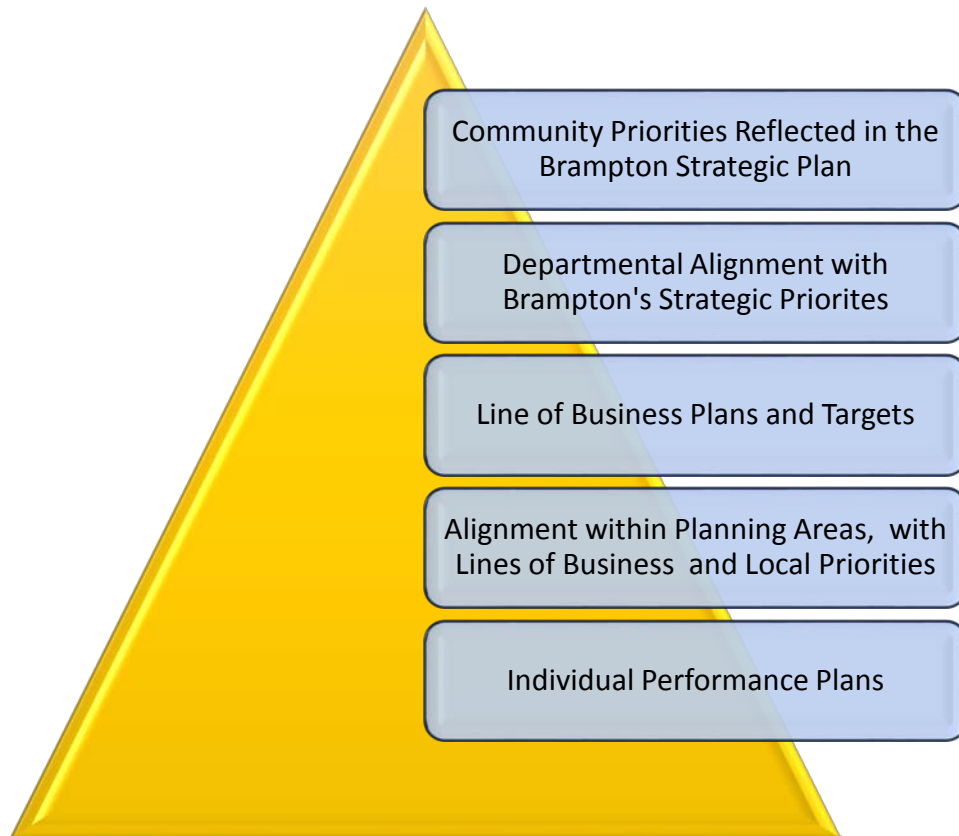 Community Priorities Reflected in the
Brampton Strategic Plan
Departmental Alignment with
Brampton's Strategic Priorites
Line of Business Plans and Targets
Alignment within Planning Areas,  with
Lines of Business  and Local Priorities
Individual Performance Plans